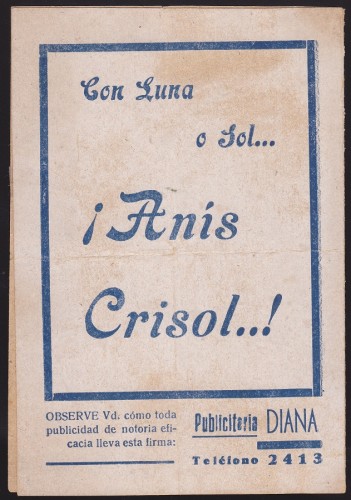 Con Luna
o Sol...
¡Anís
Crisol..!
OBSERVE Vd. cómo toda
publicidad de notoria efi-
cacia lleva esta firma:
Publicitaria DIANA
Teléfono 2413